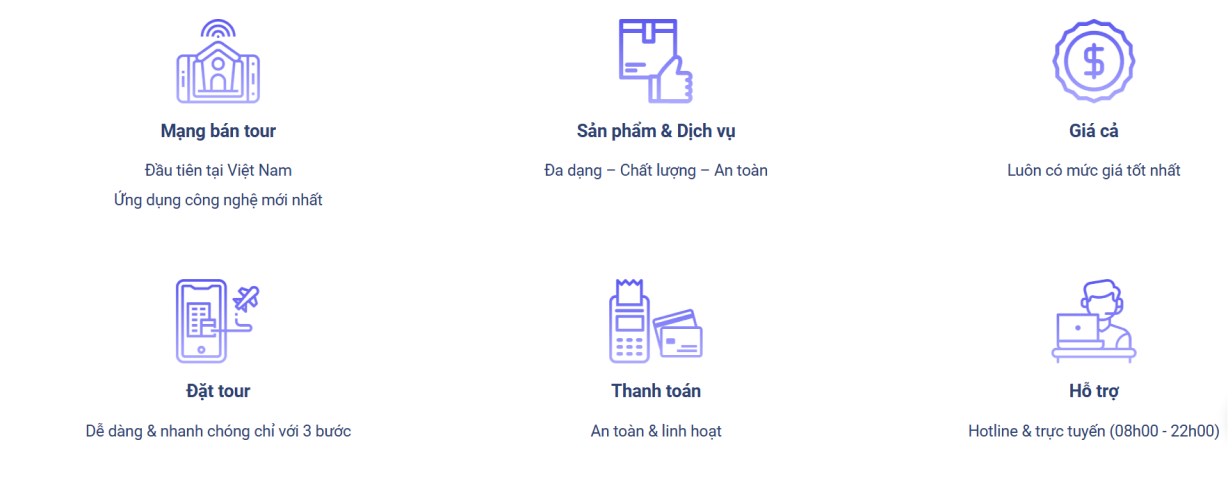 Mạng bán tour
Đầu tiên tại Việt Nam
Ứng dụng công nghệ mới nhất
Sản phẩm & Dịch vụ
Đa dạng – Chất lượng – An toàn
Giá cả
Luôn có mức giá tốt nhất
Đặt tour
Dễ dàng & nhanh chóng chỉ với 3 bước
Thanh toán
An toàn & linh hoạt
Hỗ trợ
Hotline & trực tuyến (08h00 - 22h00)